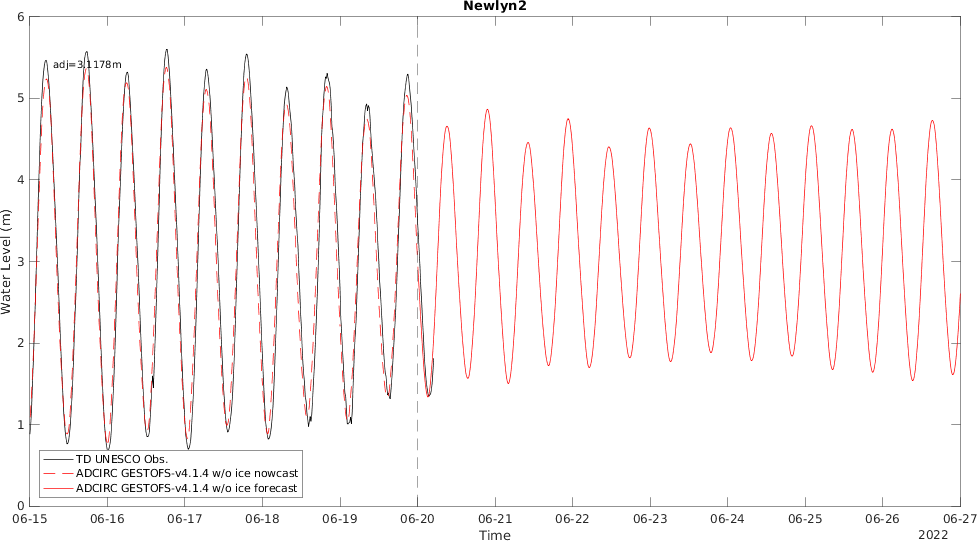 Newlyn2
adj=3.1178m
Water Level (m)
6
5
4
3
2
1
0
TD UNESCO Obs.
ADCIRC GESTOFS-v4.1.4 w/o ice nowcast
ADCIRC GESTOFS-v4.1.4 w/o ice forecast
06-15 06-16 06-17 06-18 06-19 06-20 06-21 06-22 06-23 06-24 06-25 06-26 06-27
Time
2022